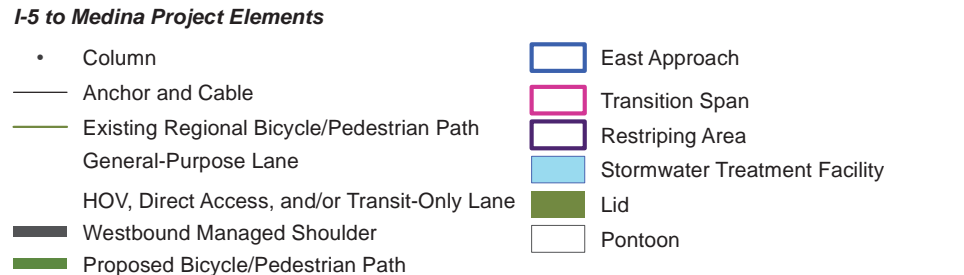 I-5 to Medina Project Elements
Column
Anchor and Cable
Existing Regional Bicycle/Pedestrian Path
General-Purpose Lane
HOV, Direct Access, and/or Transit-Only Lane
Westbound Managed Shoulder
Proposed Bicycle/Pedestrian Path
East Approach
Transition Span
Restriping Area
Stormwater Treatment Facility
Lid
Pontoon